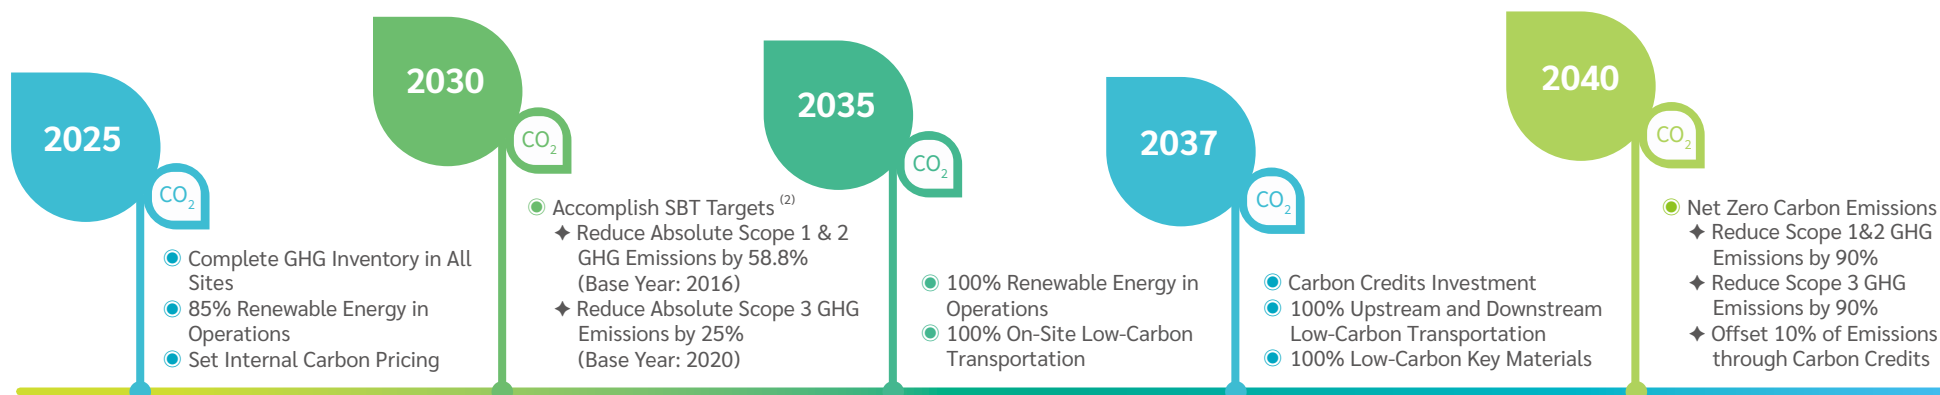 2025
CO2
Complete GHG Inventory in All
Sites
85% Renewable Energy in
Operations
Set Internal Carbon Pricing
2030
CO2
Accomplish SBT Targets (2)
Reduce Absolute Scope 1 & 2
GHG Emissions by 58.8%
(Base Year: 2016)
Reduce Absolute Scope 3 GHG
Emissions by 25%
(Base Year: 2020)
2035
CO2
100% Renewable Energy in
Operations
100% On-Site Low-Carbon
Transportation
2037
CO2
Carbon Credits Investment
100% Upstream and Downstream
Low-Carbon Transportation
100% Low-Carbon Key Materials
2040
CO2
Net Zero Carbon Emissions
Reduce Scope 1&2 GHG
Emissions by 90%
Reduce Scope 3 GHG
Emissions by 90%
Offset 10% of Emissions
through Carbon Credits